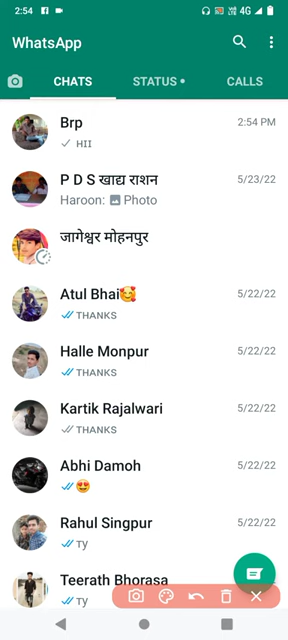 2:54 4G
WhatsApp
CHATS STATUS • CALLS
Brp 2:54 PM
HII
P D S खाद्य राशन 5/23/22
Haroon: Photo
जागेश्वर मोहनपुर
Atul Bhai🥰 5/22/22
THANKS
Halle Monpur 5/22/22
THANKS
Kartik Rajalwari 5/22/22
THANKS
Abhi Damoh 5/22/22
😍
Rahul Singpur 5/22/22
TY
Teerath Bhorasa
TY